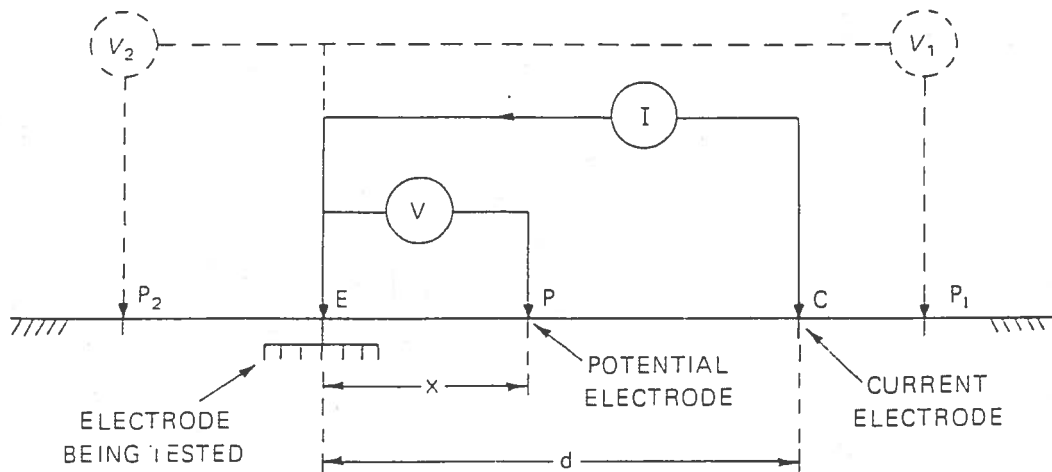 V₂
V₁
I
V
P₂
E
P
C
P₁
X
POTENTIAL
ELECTRODE
CURRENT
ELECTRODE
ELECTRODE
BEING TESTED
d